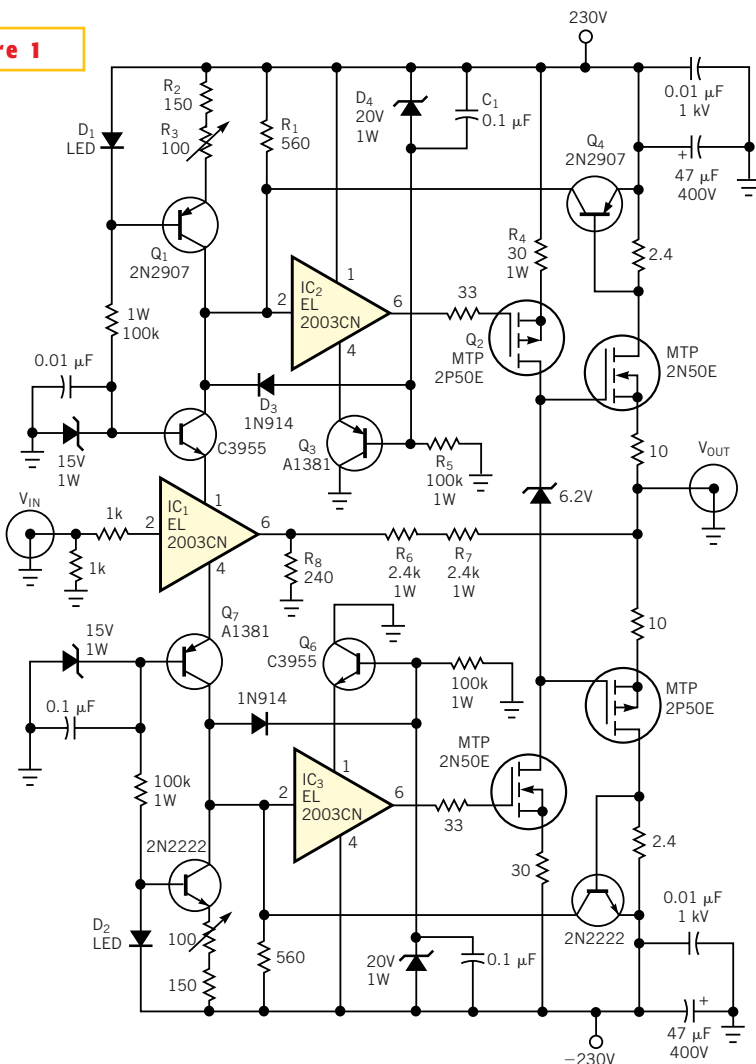 re 1
230V
R2
150
R3
100
R1
560
D4
20V
1W
C1
0.1 µF
0.01 µF
1 kV
D1
LED
Q4
2N2907
+
47 µF
400V
Q1
2N2907
R4
30
1W
2.4
1
IC2
EL
2003CN
2
6
4
33
Q2
MTP
2P50E
MTP
2N50E
1W
100k
0.01 µF
D3
1N914
15V
1W
C3955
Q3
A1381
R5
100k
1W
10
VOUT
6.2V
VIN
1k
2
IC1
EL
2003CN
1
6
4
1k
R8
240
R6
2.4k
1W
R7
2.4k
1W
10
15V
1W
Q7
A1381
Q6
C3955
100k
1W
MTP
2P50E
0.1 µF
1N914
MTP
2N50E
100k
1W
1
IC3
EL
2003CN
2
6
4
33
2N2222
2.4
30
D2
LED
100
150
560
20V
1W
0.1 µF
2N2222
0.01 µF
1 kV
+
47 µF
400V
−230V